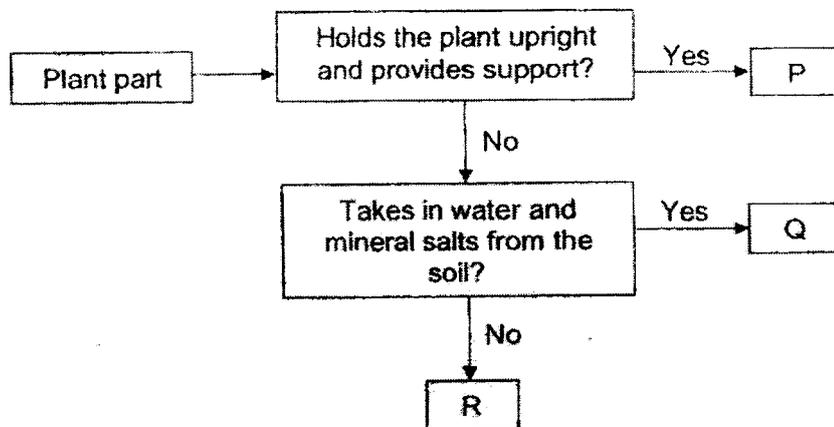 Holds the plant upright
and provides support?
Yes
Plant part
P
No
Takes in water and
mineral salts from the
soil?
Yes
Q
No
R